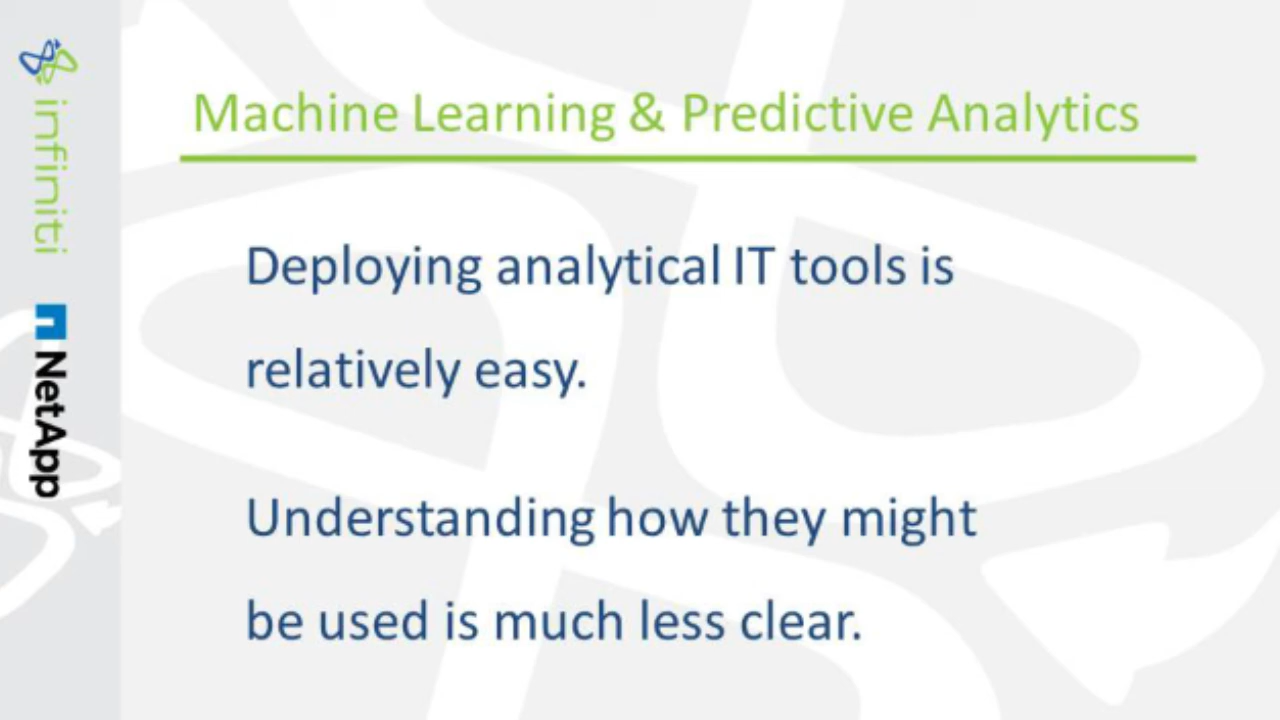 infiniti
NetApp
Machine Learning & Predictive Analytics
Deploying analytical IT tools is
relatively easy.
Understanding how they might
be used is much less clear.